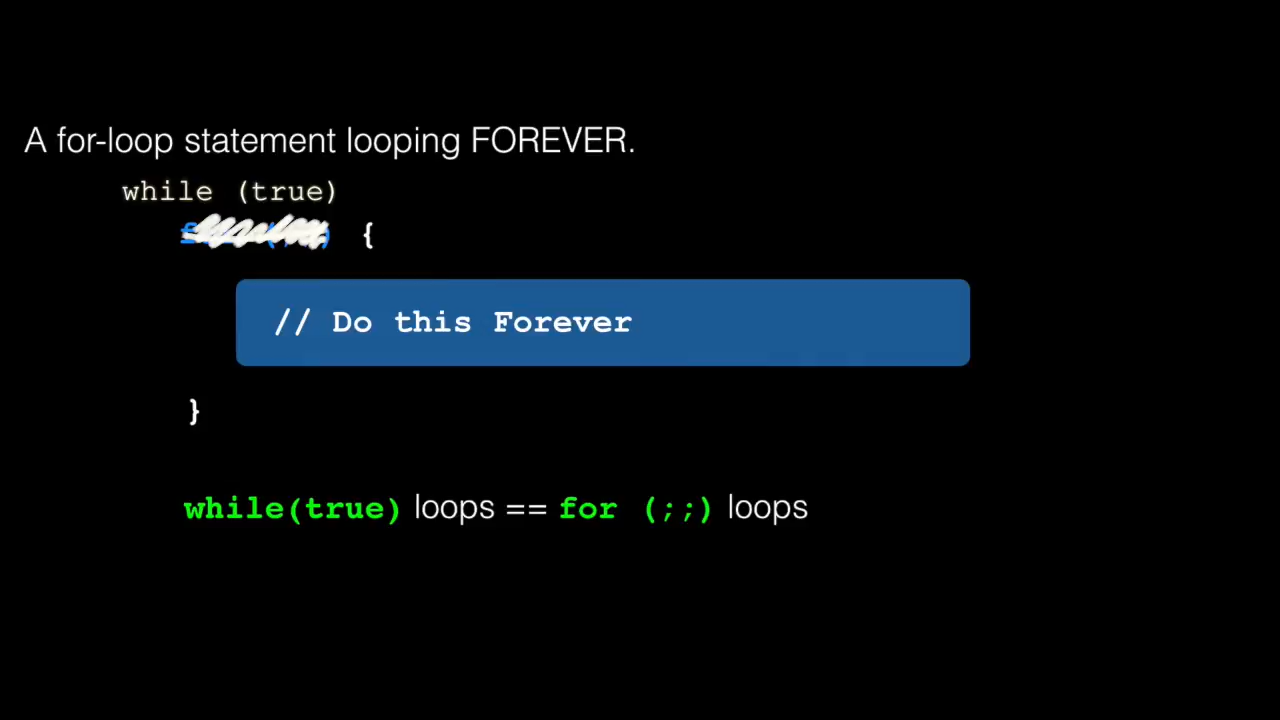 A for-loop statement looping FOREVER.
while (true)
{
// Do this Forever
}
while(true) loops == for (;;) loops